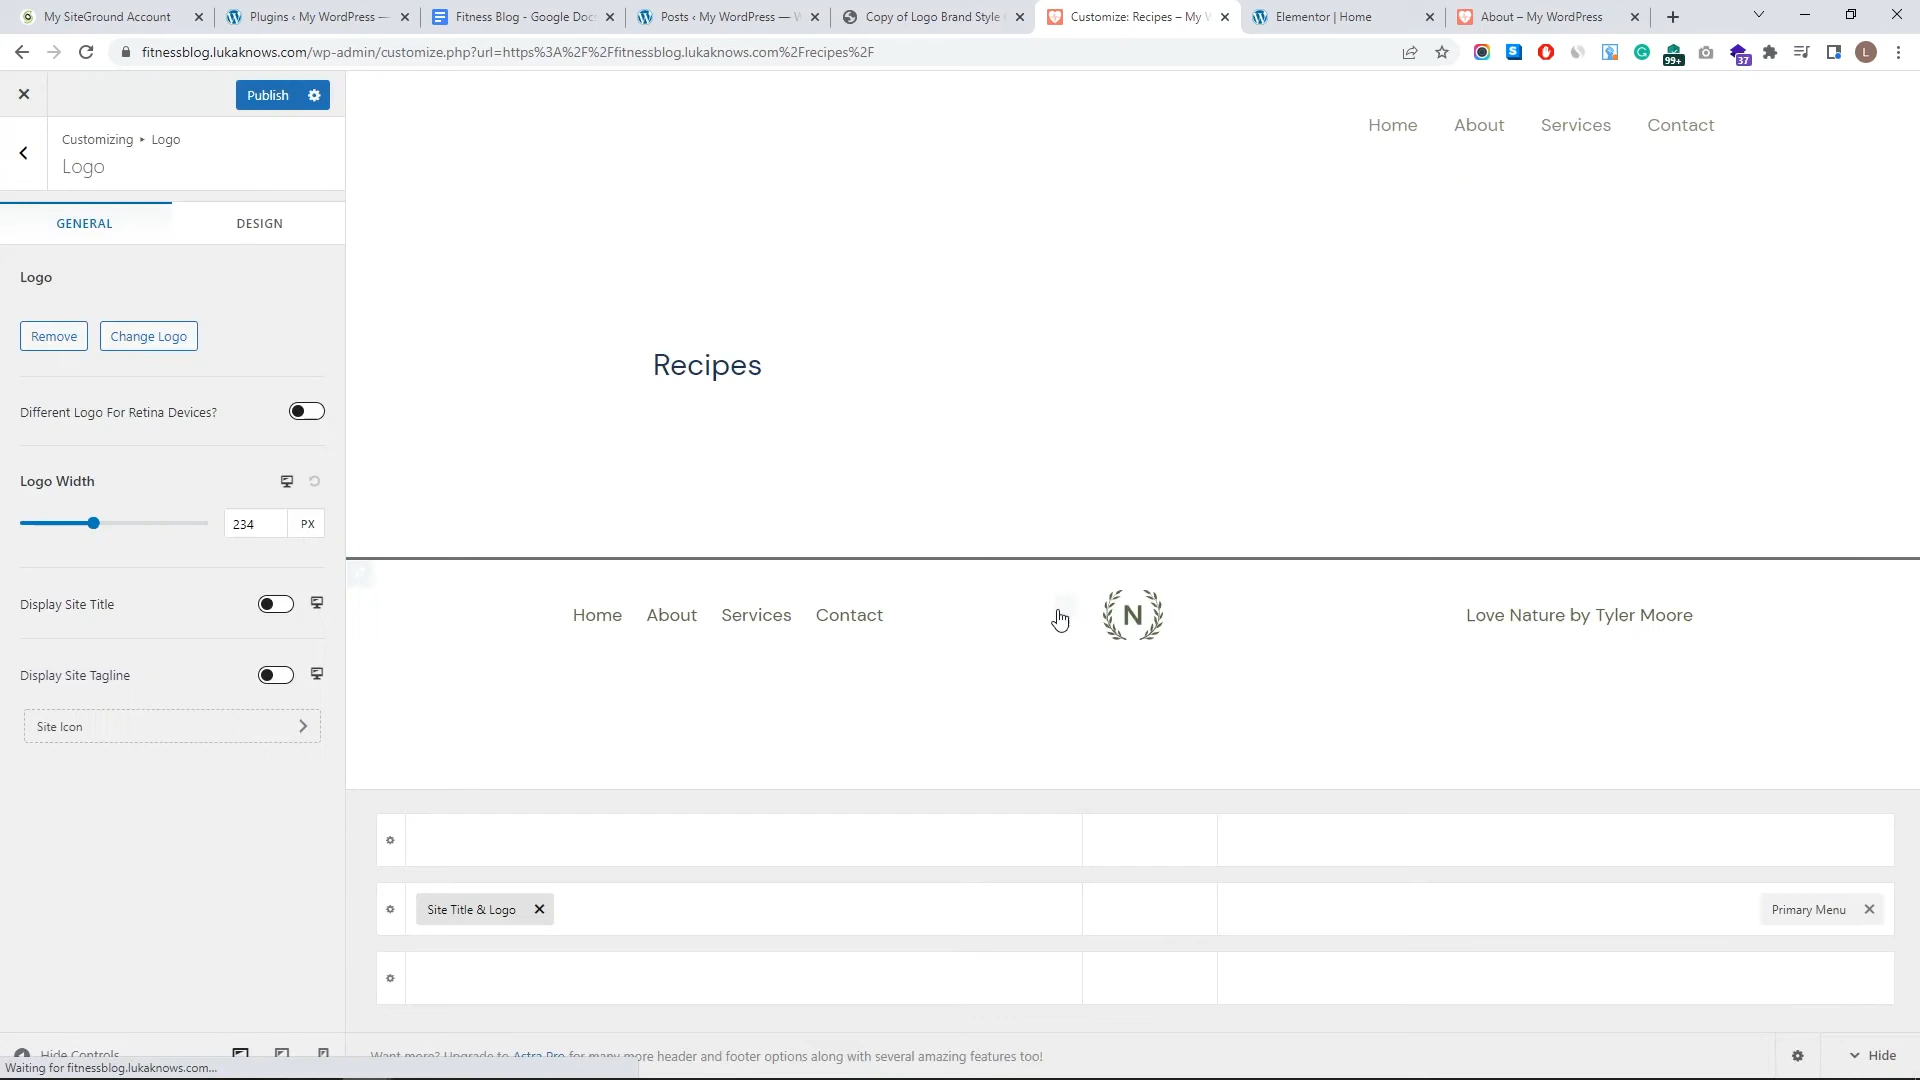 My SiteGround Account
Plugins ‹ My WordPress —
Fitness Blog - Google Docs
Posts ‹ My WordPress — W
Copy of Logo Brand Style
Customize: Recipes – My W
Elementor | Home
About – My WordPress
fitnessblog.lukaknows.com/wp-admin/customize.php?url=https%3A%2F%2Ffitnessblog.lukaknows.com%2Frecipes%2F
99+
37
L
Publish
Customizing ▸ Logo
Logo
GENERAL
DESIGN
Logo
Remove
Change Logo
Different Logo For Retina Devices?
Logo Width
234
PX
Display Site Title
Display Site Tagline
Site Icon
Hide Controls
Waiting for fitnessblog.lukaknows.com...
Home
About
Services
Contact
Recipes
Home
About
Services
Contact
N
Love Nature by Tyler Moore
Site Title & Logo
Primary Menu
Want more? Upgrade to Astra Pro for many more header and footer options along with several amazing features too!
Hide